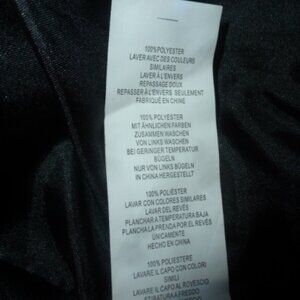 100%POLYESTER
LAVER AVEC DES COULEURS
SIMILAIRES
LAVER À L'ENVERS
REPASSAGE DOUX
REPASSER À L'ENVERS SEULEMENT
FABRIQUÉ EN CHINE
100% POLYESTER
MIT ÄHNLICHEN FARBEN
ZUSAMMEN WASCHEN
VON LINKS WASCHEN
BEI GERINGER TEMPERATUR
BÜGELN
NUR VON LINKS BÜGELN
IN CHINA HERGESTELLT
100% POLIÉSTER
LAVAR CON COLORES SIMILARES
LAVAR DEL REVÉS
PLANCHAR A TEMPERATURA BAJA
PLANCHA LA PRENDA POR EL REVÉS
ÚNICAMENTE
HECHO EN CHINA
100% POLIESTERE
LAVARE IL CAPO CON COLORI
SIMILI
LAVARE IL CAPO AL ROVESCIO
STIRATURA A FREDDO